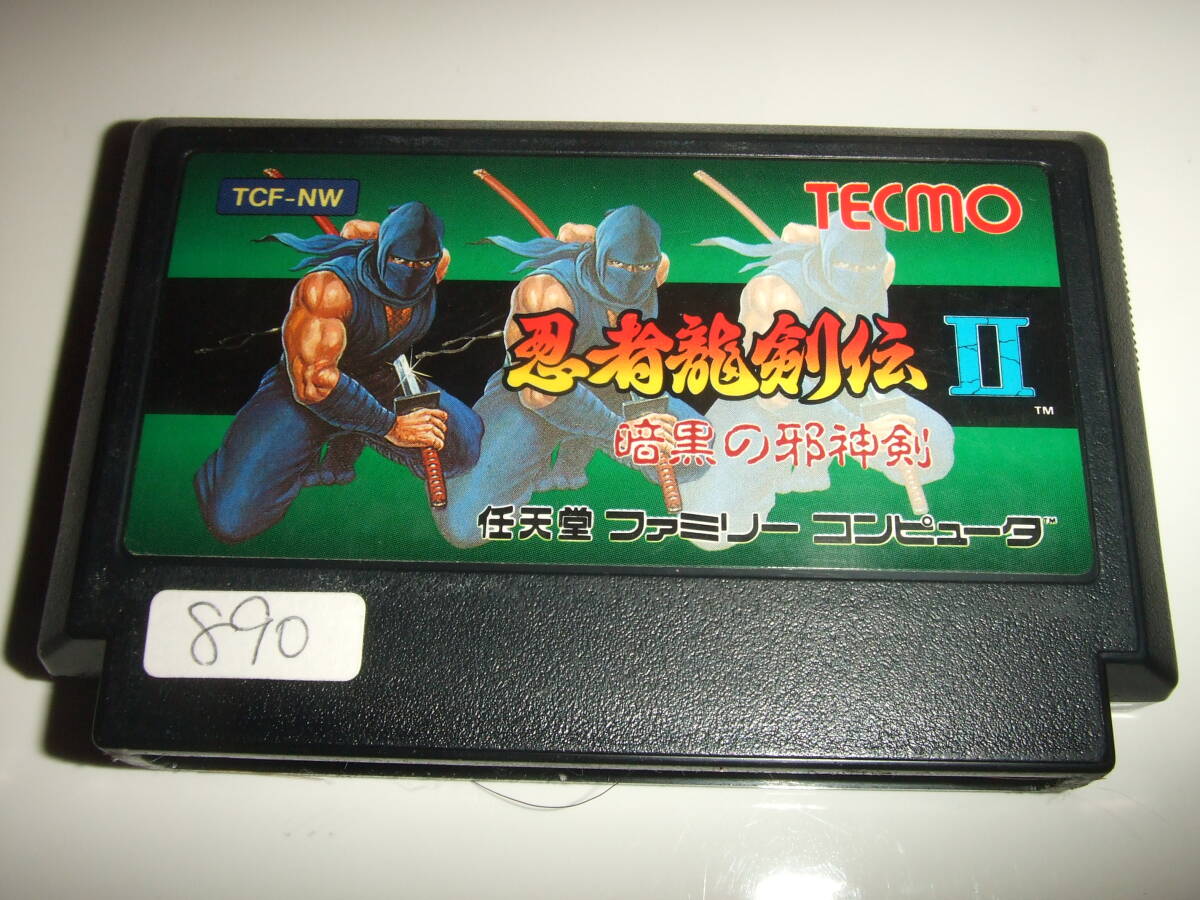 TCF-NW
TECMO
忍者龍剣伝 II
TM
暗黒の邪神剣
任天堂 ファミリー コンピュータ TM
890